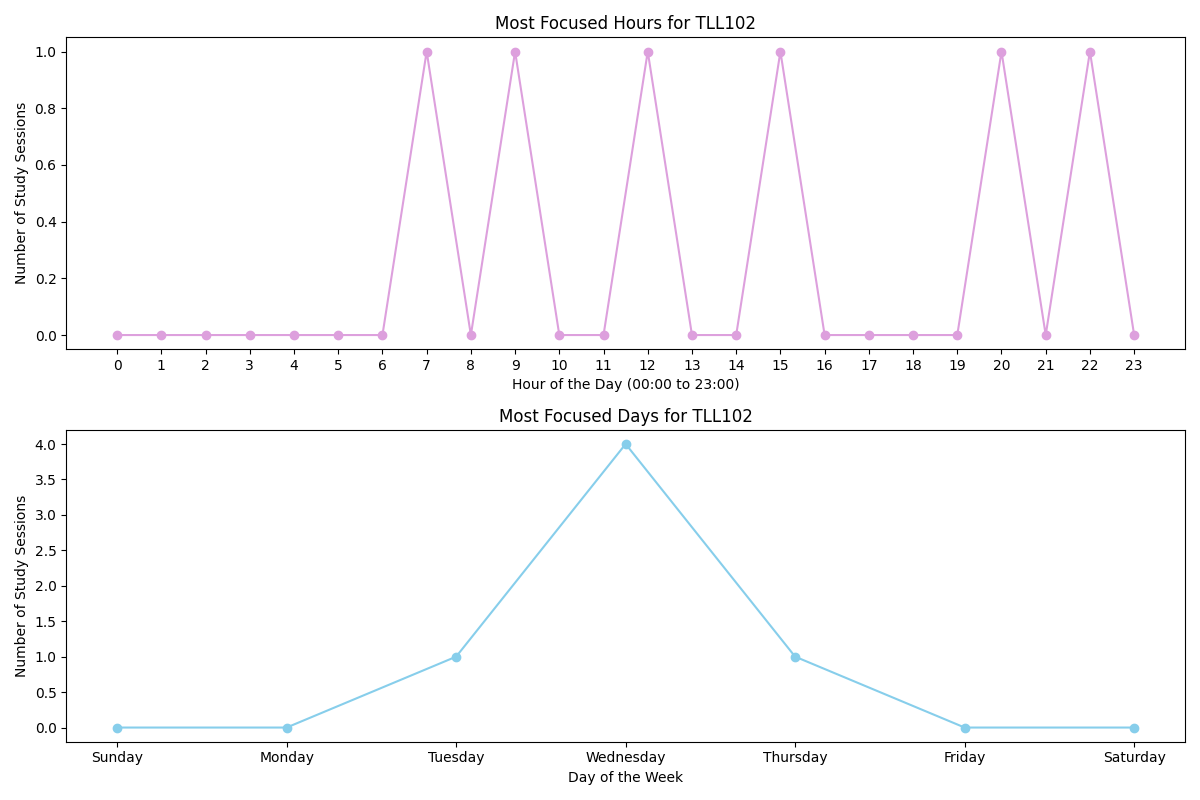 Most Focused Hours for TLL102
Number of Study Sessions
1.0
0.8
0.6
0.4
0.2
0.0
0 1 2 3 4 5 6 7 8 9 10 11 12 13 14 15 16 17 18 19 20 21 22 23
Hour of the Day (00:00 to 23:00)
Most Focused Days for TLL102
Number of Study Sessions
4.0
3.5
3.0
2.5
2.0
1.5
1.0
0.5
0.0
Sunday Monday Tuesday Wednesday Thursday Friday Saturday
Day of the Week